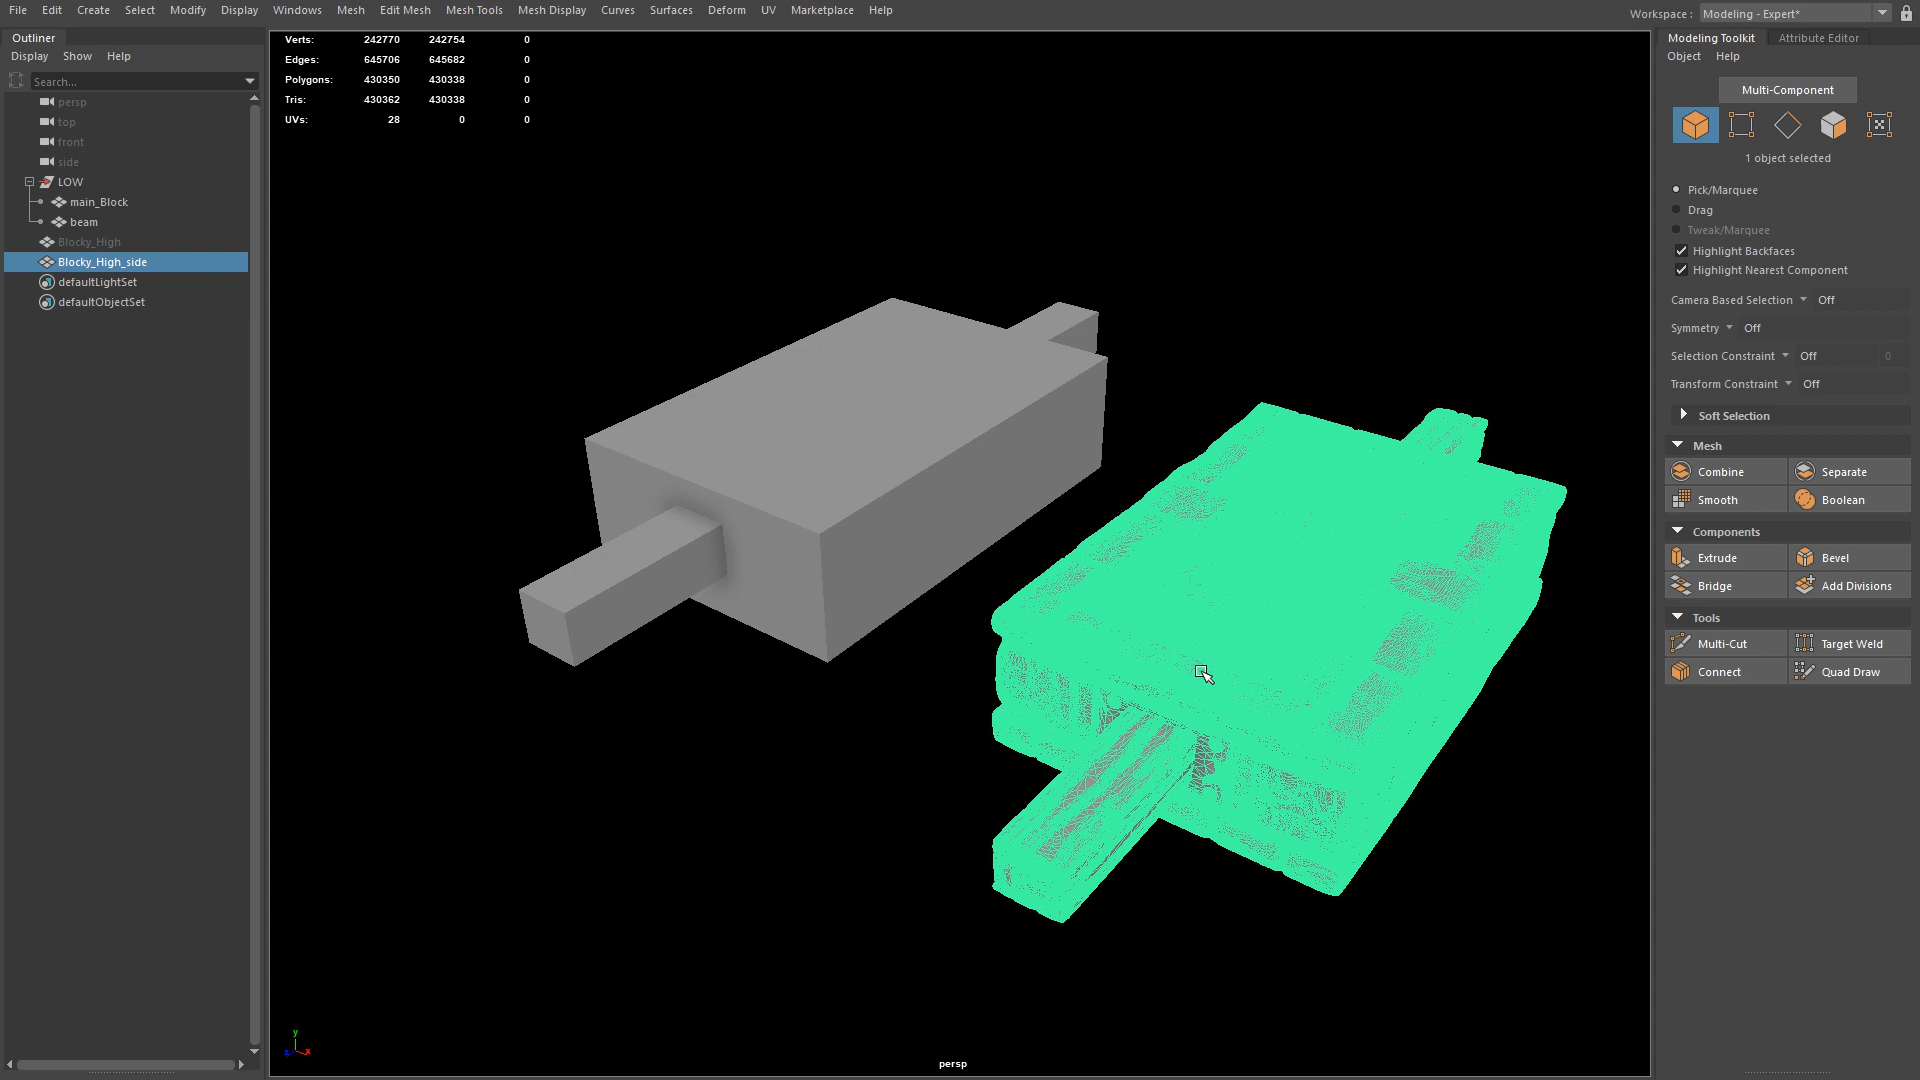 File Edit Create Select Modify Display Windows Mesh Edit Mesh Mesh Tools Mesh Display Curves Surfaces Deform UV Marketplace Help
Workspace : Modeling - Expert*
Outliner
Display Show Help
Search...
persp
top
front
side
LOW
main_Block
beam
Blocky_High
Blocky_High_side
defaultLightSet
defaultObjectSet
Verts: 242770 242754 0
Edges: 645706 645682 0
Polygons: 430350 430338 0
Tris: 430362 430338 0
UVs: 28 0 0
y
z x
persp
Modeling Toolkit Attribute Editor
Object Help
Multi-Component
1 object selected
Pick/Marquee
Drag
Tweak/Marquee
Highlight Backfaces
Highlight Nearest Component
Camera Based Selection Off
Symmetry Off
Selection Constraint Off 0
Transform Constraint Off
Soft Selection
Mesh
Combine Separate
Smooth Boolean
Components
Extrude Bevel
Bridge Add Divisions
Tools
Multi-Cut Target Weld
Connect Quad Draw